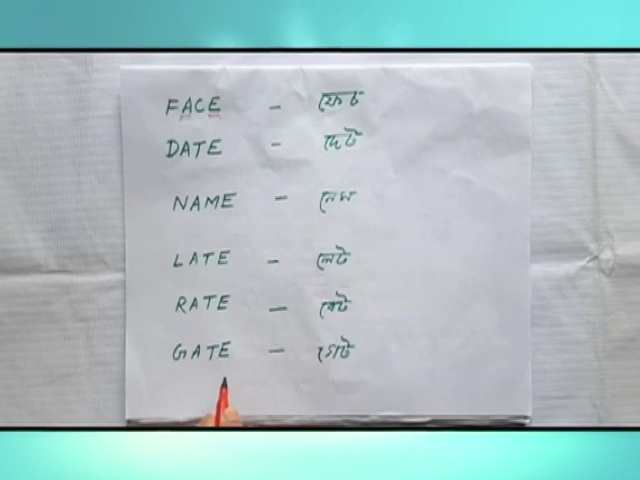 FACE - ফেচ
DATE - দেট
NAME - নেম
LATE - লেট
RATE - ৰেট
GATE - গেট